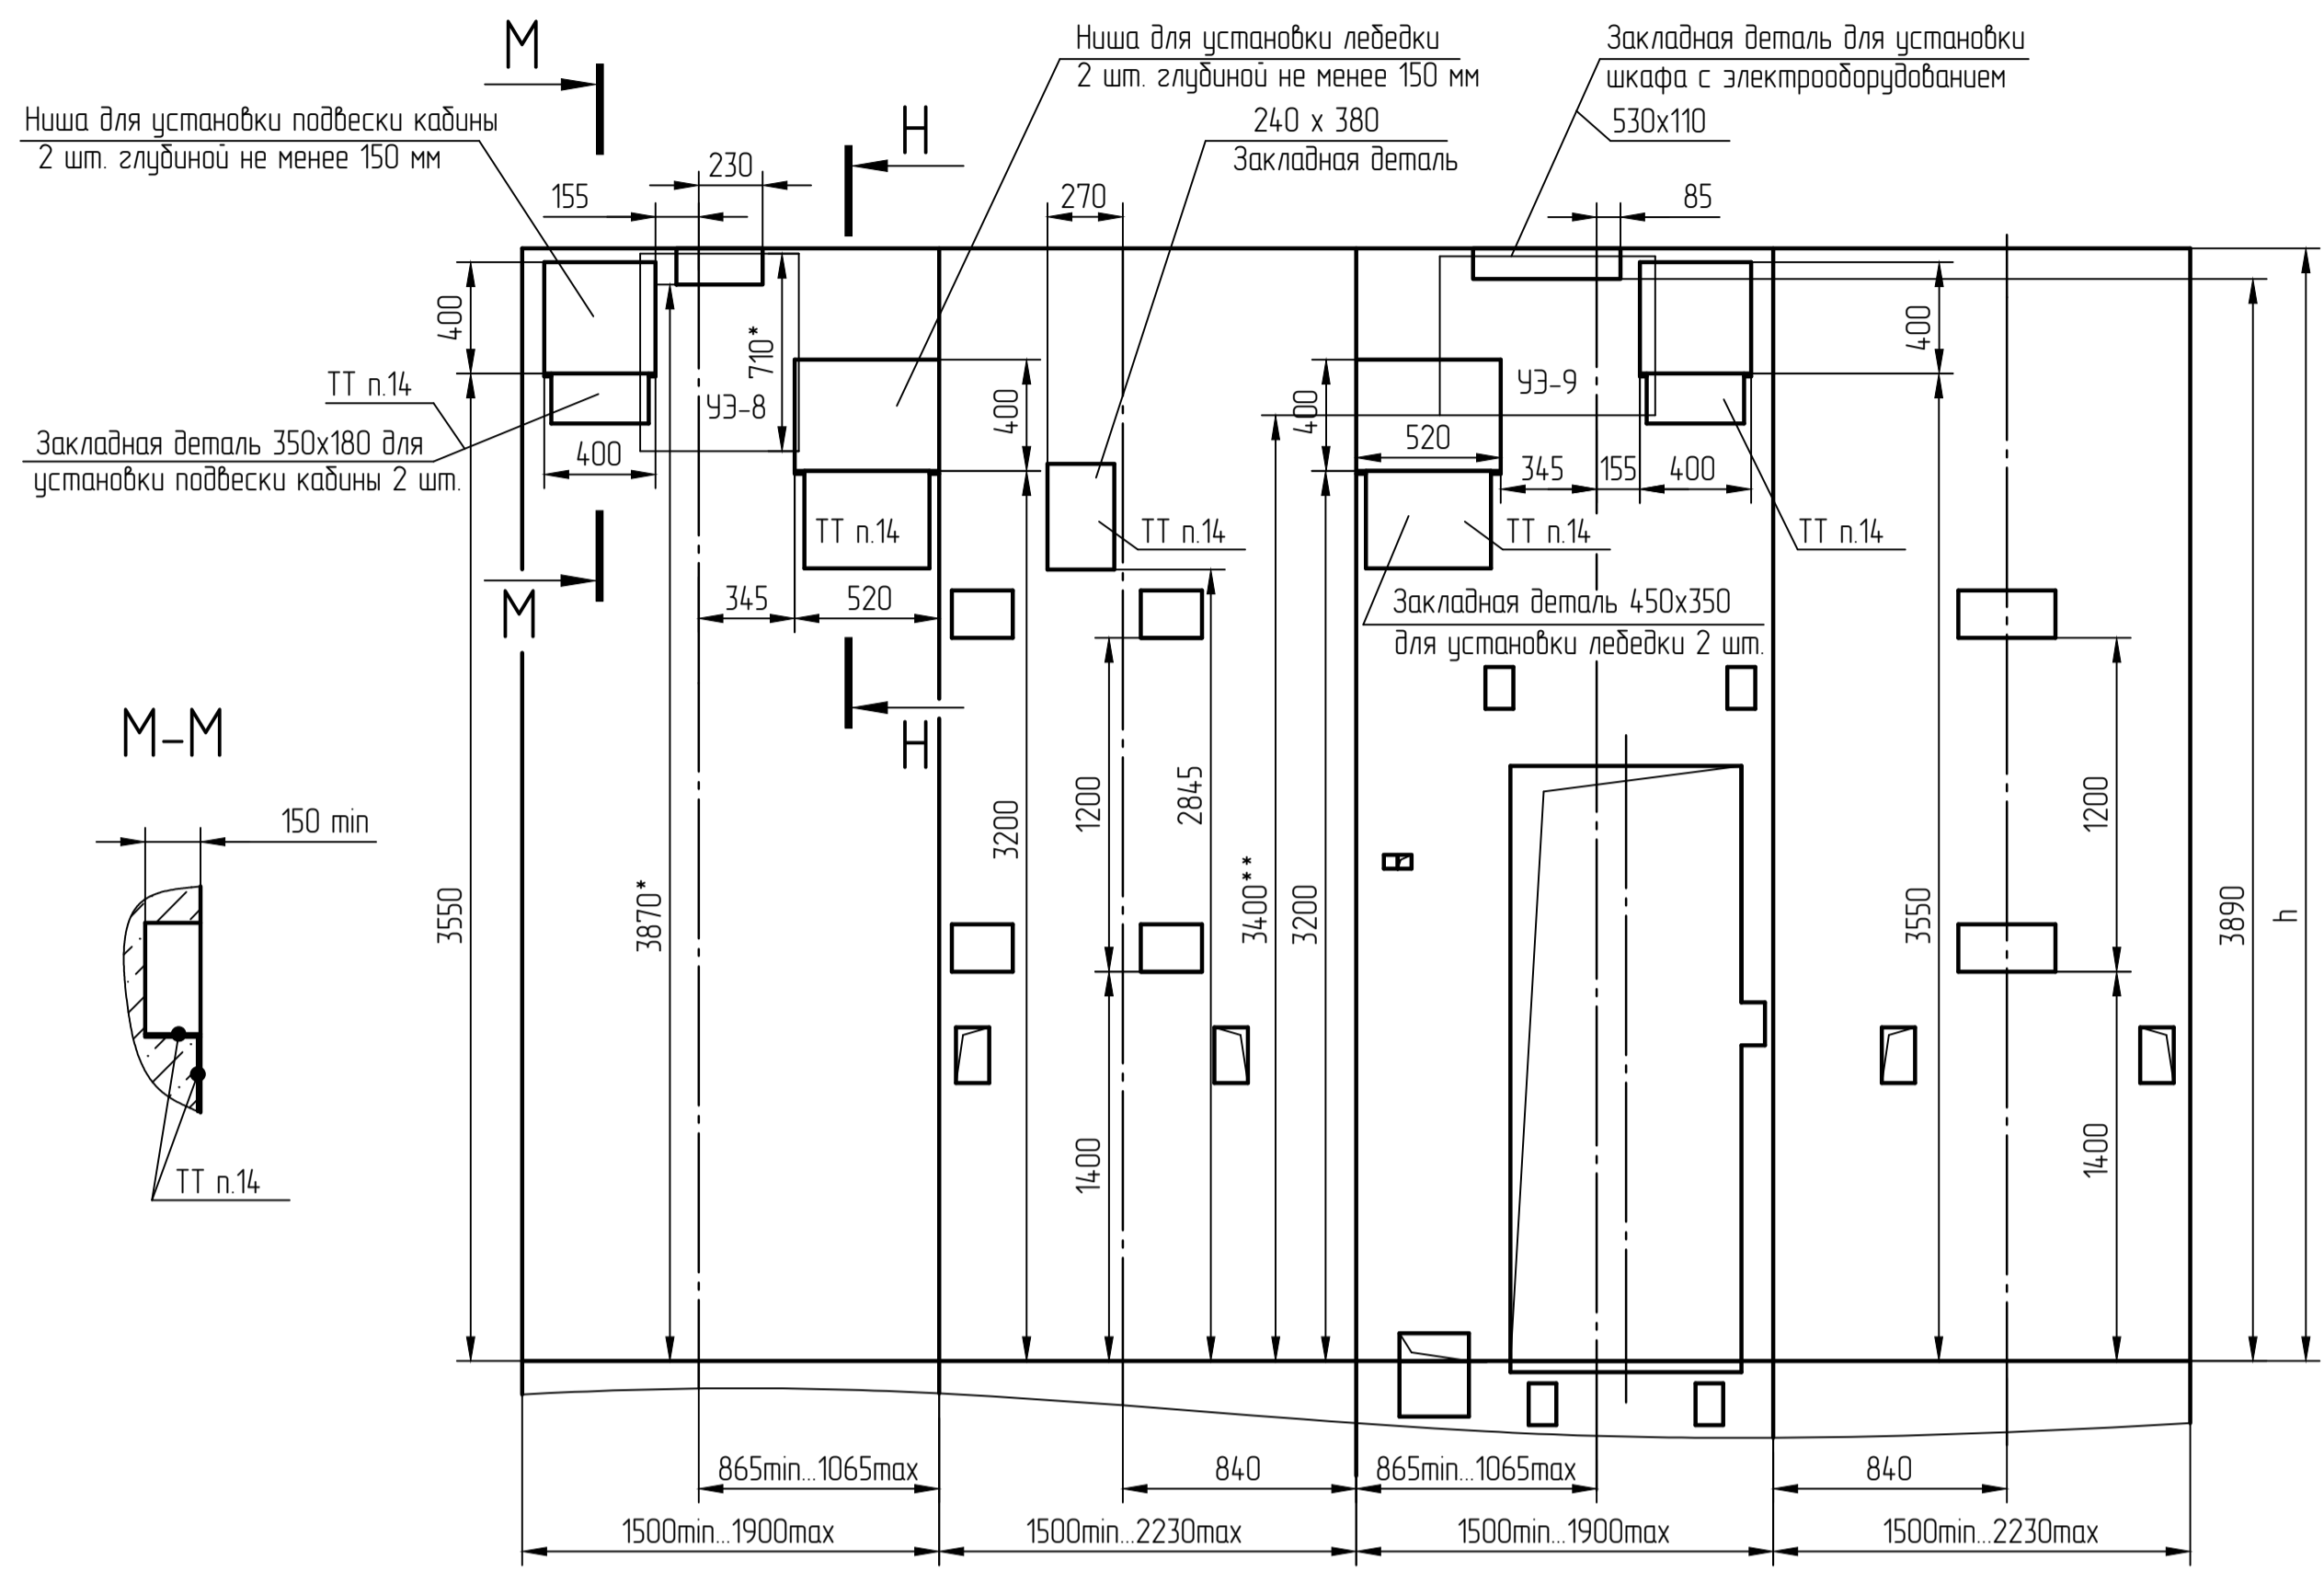 М
Ниша для установки лебедки
2 шт. глубиной не менее 150 мм
Закладная деталь для установки
шкафа с электрооборудованием
530х110
Ниша для установки подвески кабины
2 шт. глубиной не менее 150 мм
Н
240 х 380
Закладная деталь
230
155
270
85
400
710*
ТТ п.14
УЭ-8
400
400
УЭ-9
400
Закладная деталь 350х180 для
установки подвески кабины 2 шт.
400
520
345
155
400
ТТ п.14
ТТ п.14
ТТ п.14
ТТ п.14
345
520
Закладная деталь 450х350
для установки лебедки 2 шт.
М
Н
М-М
150 min
3550
3870*
3200
1200
2845
3400**
3200
3550
1200
3890
h
1400
1400
ТТ п.14
865min...1065max
840
865min...1065max
840
1500min...1900max
1500min...2230max
1500min...1900max
1500min...2230max